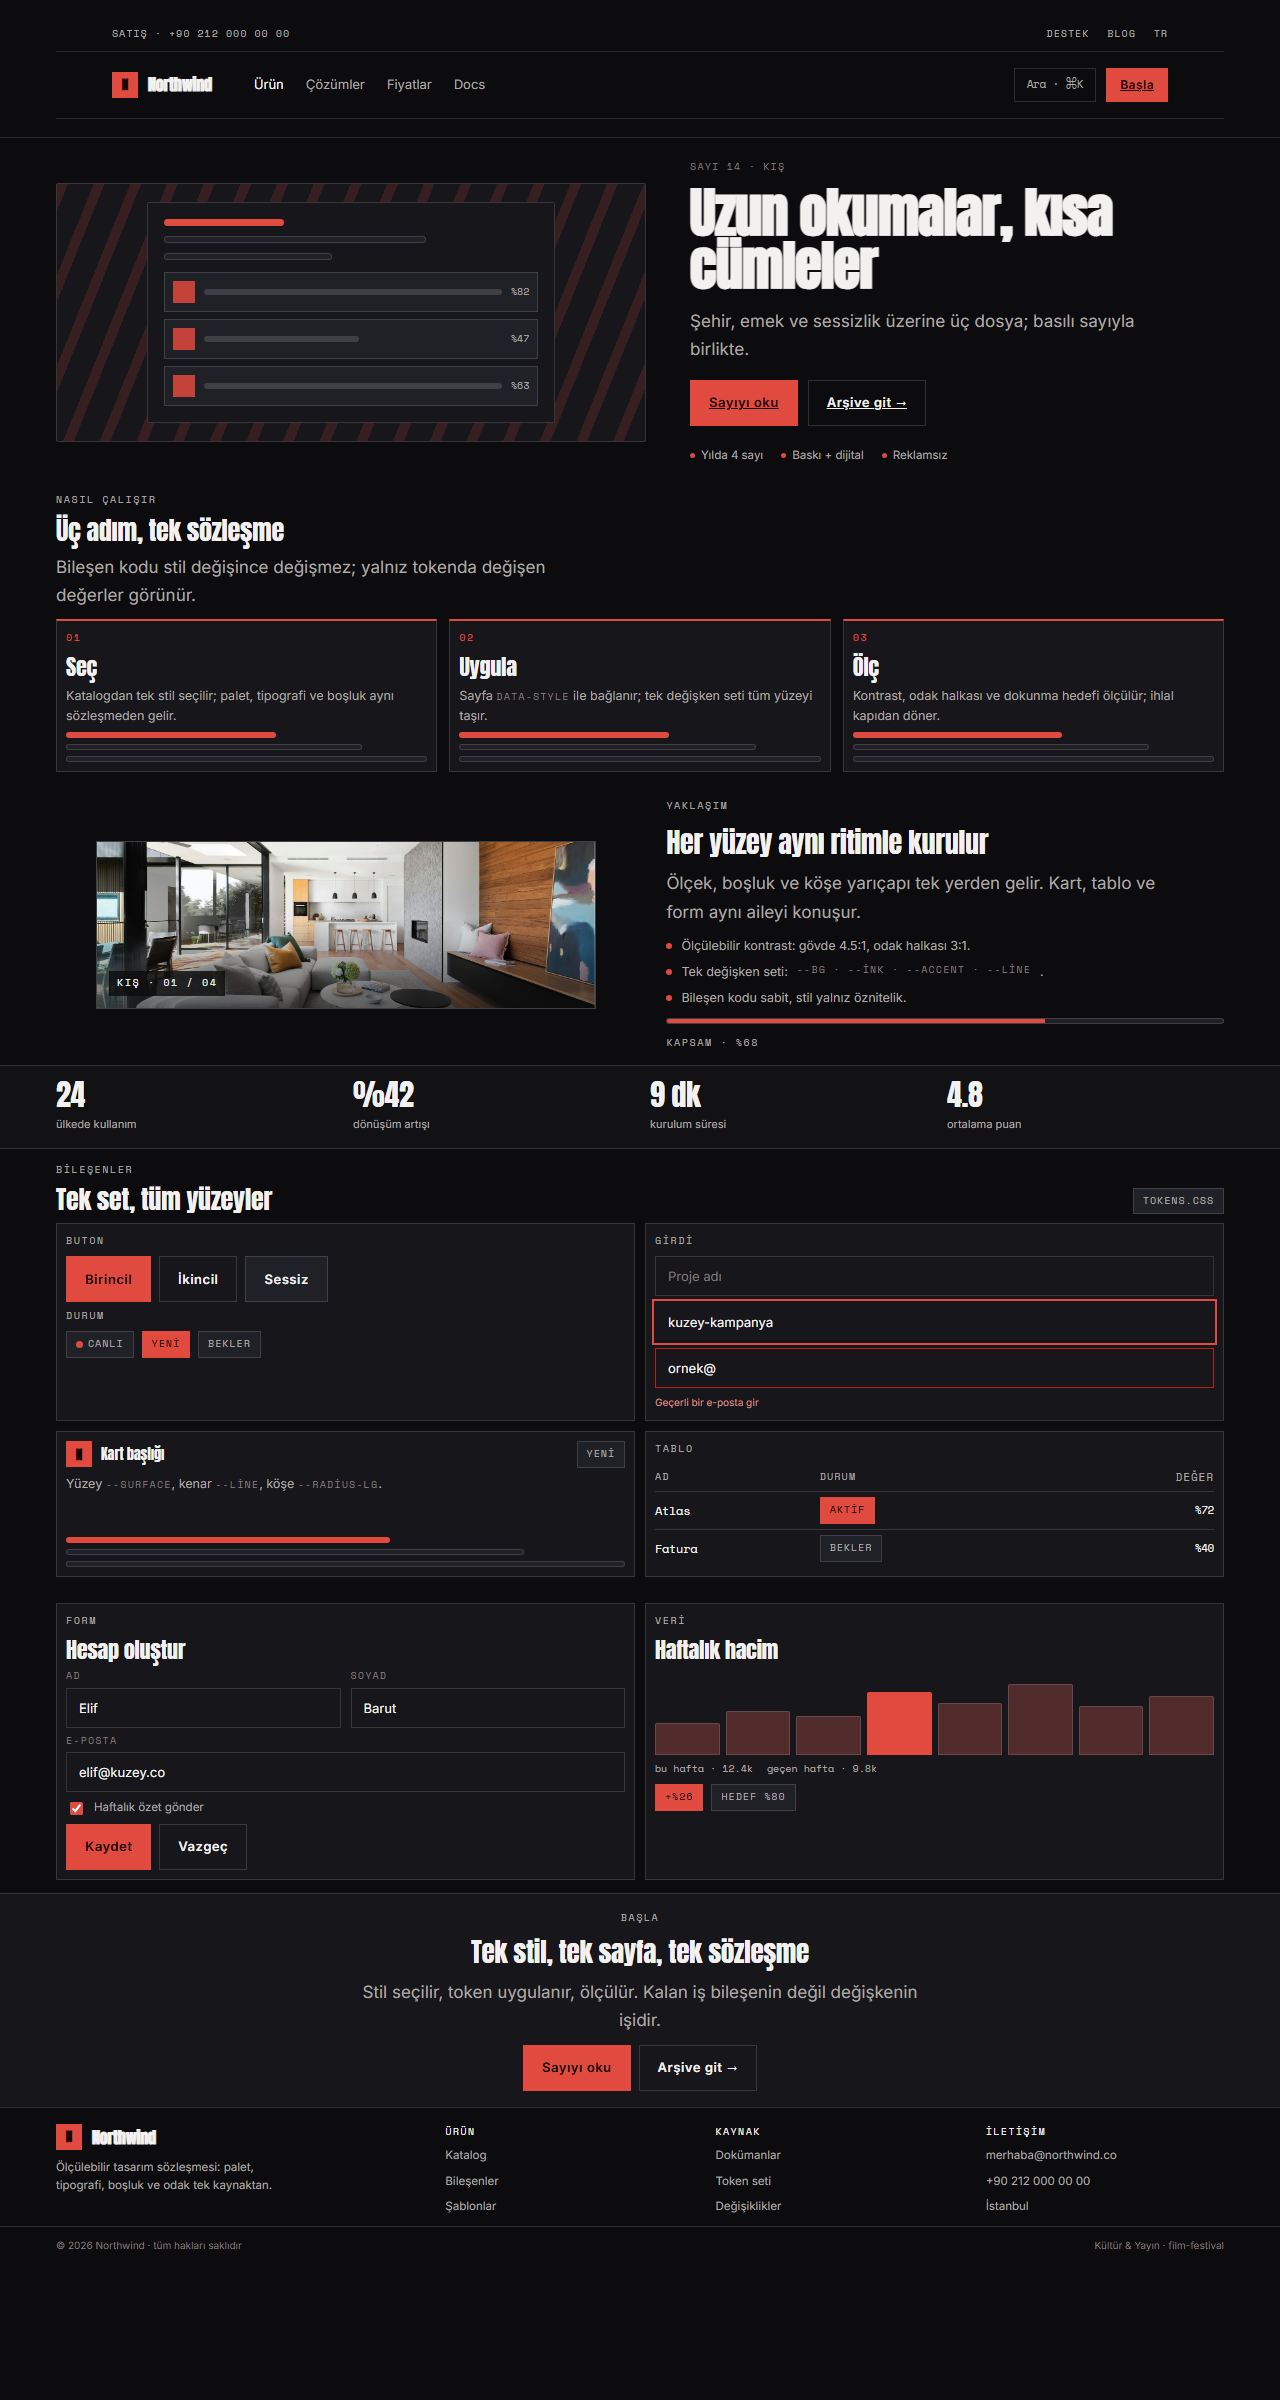 SATIŞ · +90 212 000 00 00
DESTEK BLOG TR
Northwind Ürün Çözümler Fiyatlar Docs
Ara · ⌘K Başla
SAYI 14 · KIŞ
Uzun okumalar, kısa
cümleler
Şehir, emek ve sessizlik üzerine üç dosya; basılı sayıyla
birlikte.
Sayıyı oku Arşive git →
Yılda 4 sayı Baskı + dijital Reklamsız
%82
%47
%63
NASIL ÇALIŞIR
Üç adım, tek sözleşme
Bileşen kodu stil değişince değişmez; yalnız tokenda değişen
değerler görünür.
01
Seç
Katalogdan tek stil seçilir; palet, tipografi ve boşluk aynı
sözleşmeden gelir.
02
Uygula
Sayfa DATA-STYLE ile bağlanır; tek değişken seti tüm yüzeyi
taşır.
03
Ölç
Kontrast, odak halkası ve dokunma hedefi ölçülür; ihlal
kapıdan döner.
KIŞ · 01 / 04
YAKLAŞIM
Her yüzey aynı ritimle kurulur
Ölçek, boşluk ve köşe yarıçapı tek yerden gelir. Kart, tablo ve
form aynı aileyi konuşur.
Ölçülebilir kontrast: gövde 4.5:1, odak halkası 3:1.
Tek değişken seti: --BG · --İNK · --ACCENT · --LİNE .
Bileşen kodu sabit, stil yalnız öznitelik.
KAPSAM · %68
24
ülkede kullanım
%42
dönüşüm artışı
9 dk
kurulum süresi
4.8
ortalama puan
BİLEŞENLER
Tek set, tüm yüzeyler
TOKENS.CSS
BUTON
Birincil İkincil Sessiz
DURUM
CANLI YENİ BEKLER
GİRDİ
Proje adı
kuzey-kampanya
ornek@
Geçerli bir e-posta gir
Kart başlığı YENİ
Yüzey --SURFACE, kenar --LİNE, köşe --RADİUS-LG.
TABLO
AD DURUM DEĞER
Atlas AKTİF %72
Fatura BEKLER %40
FORM
Hesap oluştur
AD SOYAD
Elif Barut
E-POSTA
elif@kuzey.co
Haftalık özet gönder
Kaydet Vazgeç
VERİ
Haftalık hacim
bu hafta · 12.4k geçen hafta · 9.8k
+%26 HEDEF %80
BAŞLA
Tek stil, tek sayfa, tek sözleşme
Stil seçilir, token uygulanır, ölçülür. Kalan iş bileşenin değil değişkenin
işidir.
Sayıyı oku Arşive git →
Northwind
Ölçülebilir tasarım sözleşmesi: palet,
tipografi, boşluk ve odak tek kaynaktan.
ÜRÜN
Katalog
Bileşenler
Şablonlar
KAYNAK
Dokümanlar
Token seti
Değişiklikler
İLETİŞİM
merhaba@northwind.co
+90 212 000 00 00
İstanbul
© 2026 Northwind · tüm hakları saklıdır
Kültür & Yayın · film-festival